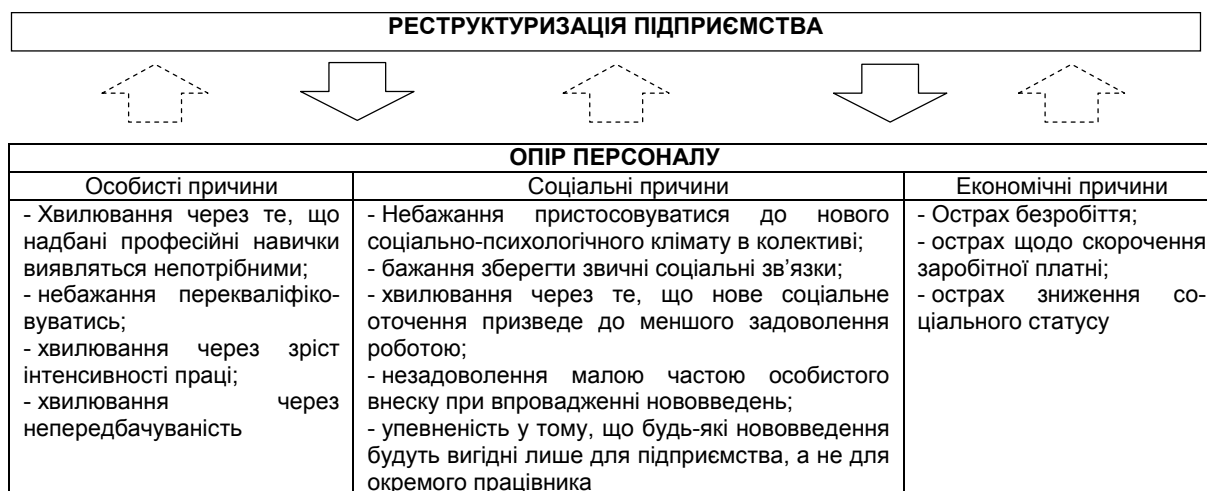 РЕСТРУКТУРИЗАЦІЯ ПІДПРИЄМСТВА
ОПІР ПЕРСОНАЛУ
Особисті причини
- Хвилювання через те, що
надбані професійні навички
виявляться непотрібними;
- небажання перекваліфіко-
вуватись;
- хвилювання через зріст
інтенсивності праці;
- хвилювання через
непередбачуваність
Соціальні причини
- Небажання пристосовуватися до нового
соціально-психологічного клімату в колективі;
- бажання зберегти звичні соціальні зв’язки;
- хвилювання через те, що нове соціальне
оточення призведе до меншого задоволення
роботою;
- незадоволення малою частою особистого
внеску при впровадженні нововведень;
- упевненість у тому, що будь-які нововведення
будуть вигідні лише для підприємства, а не для
окремого працівника
Економічні причини
- Острах безробіття;
- острах щодо скорочення
заробітної платні;
- острах зниження со-
ціального статусу